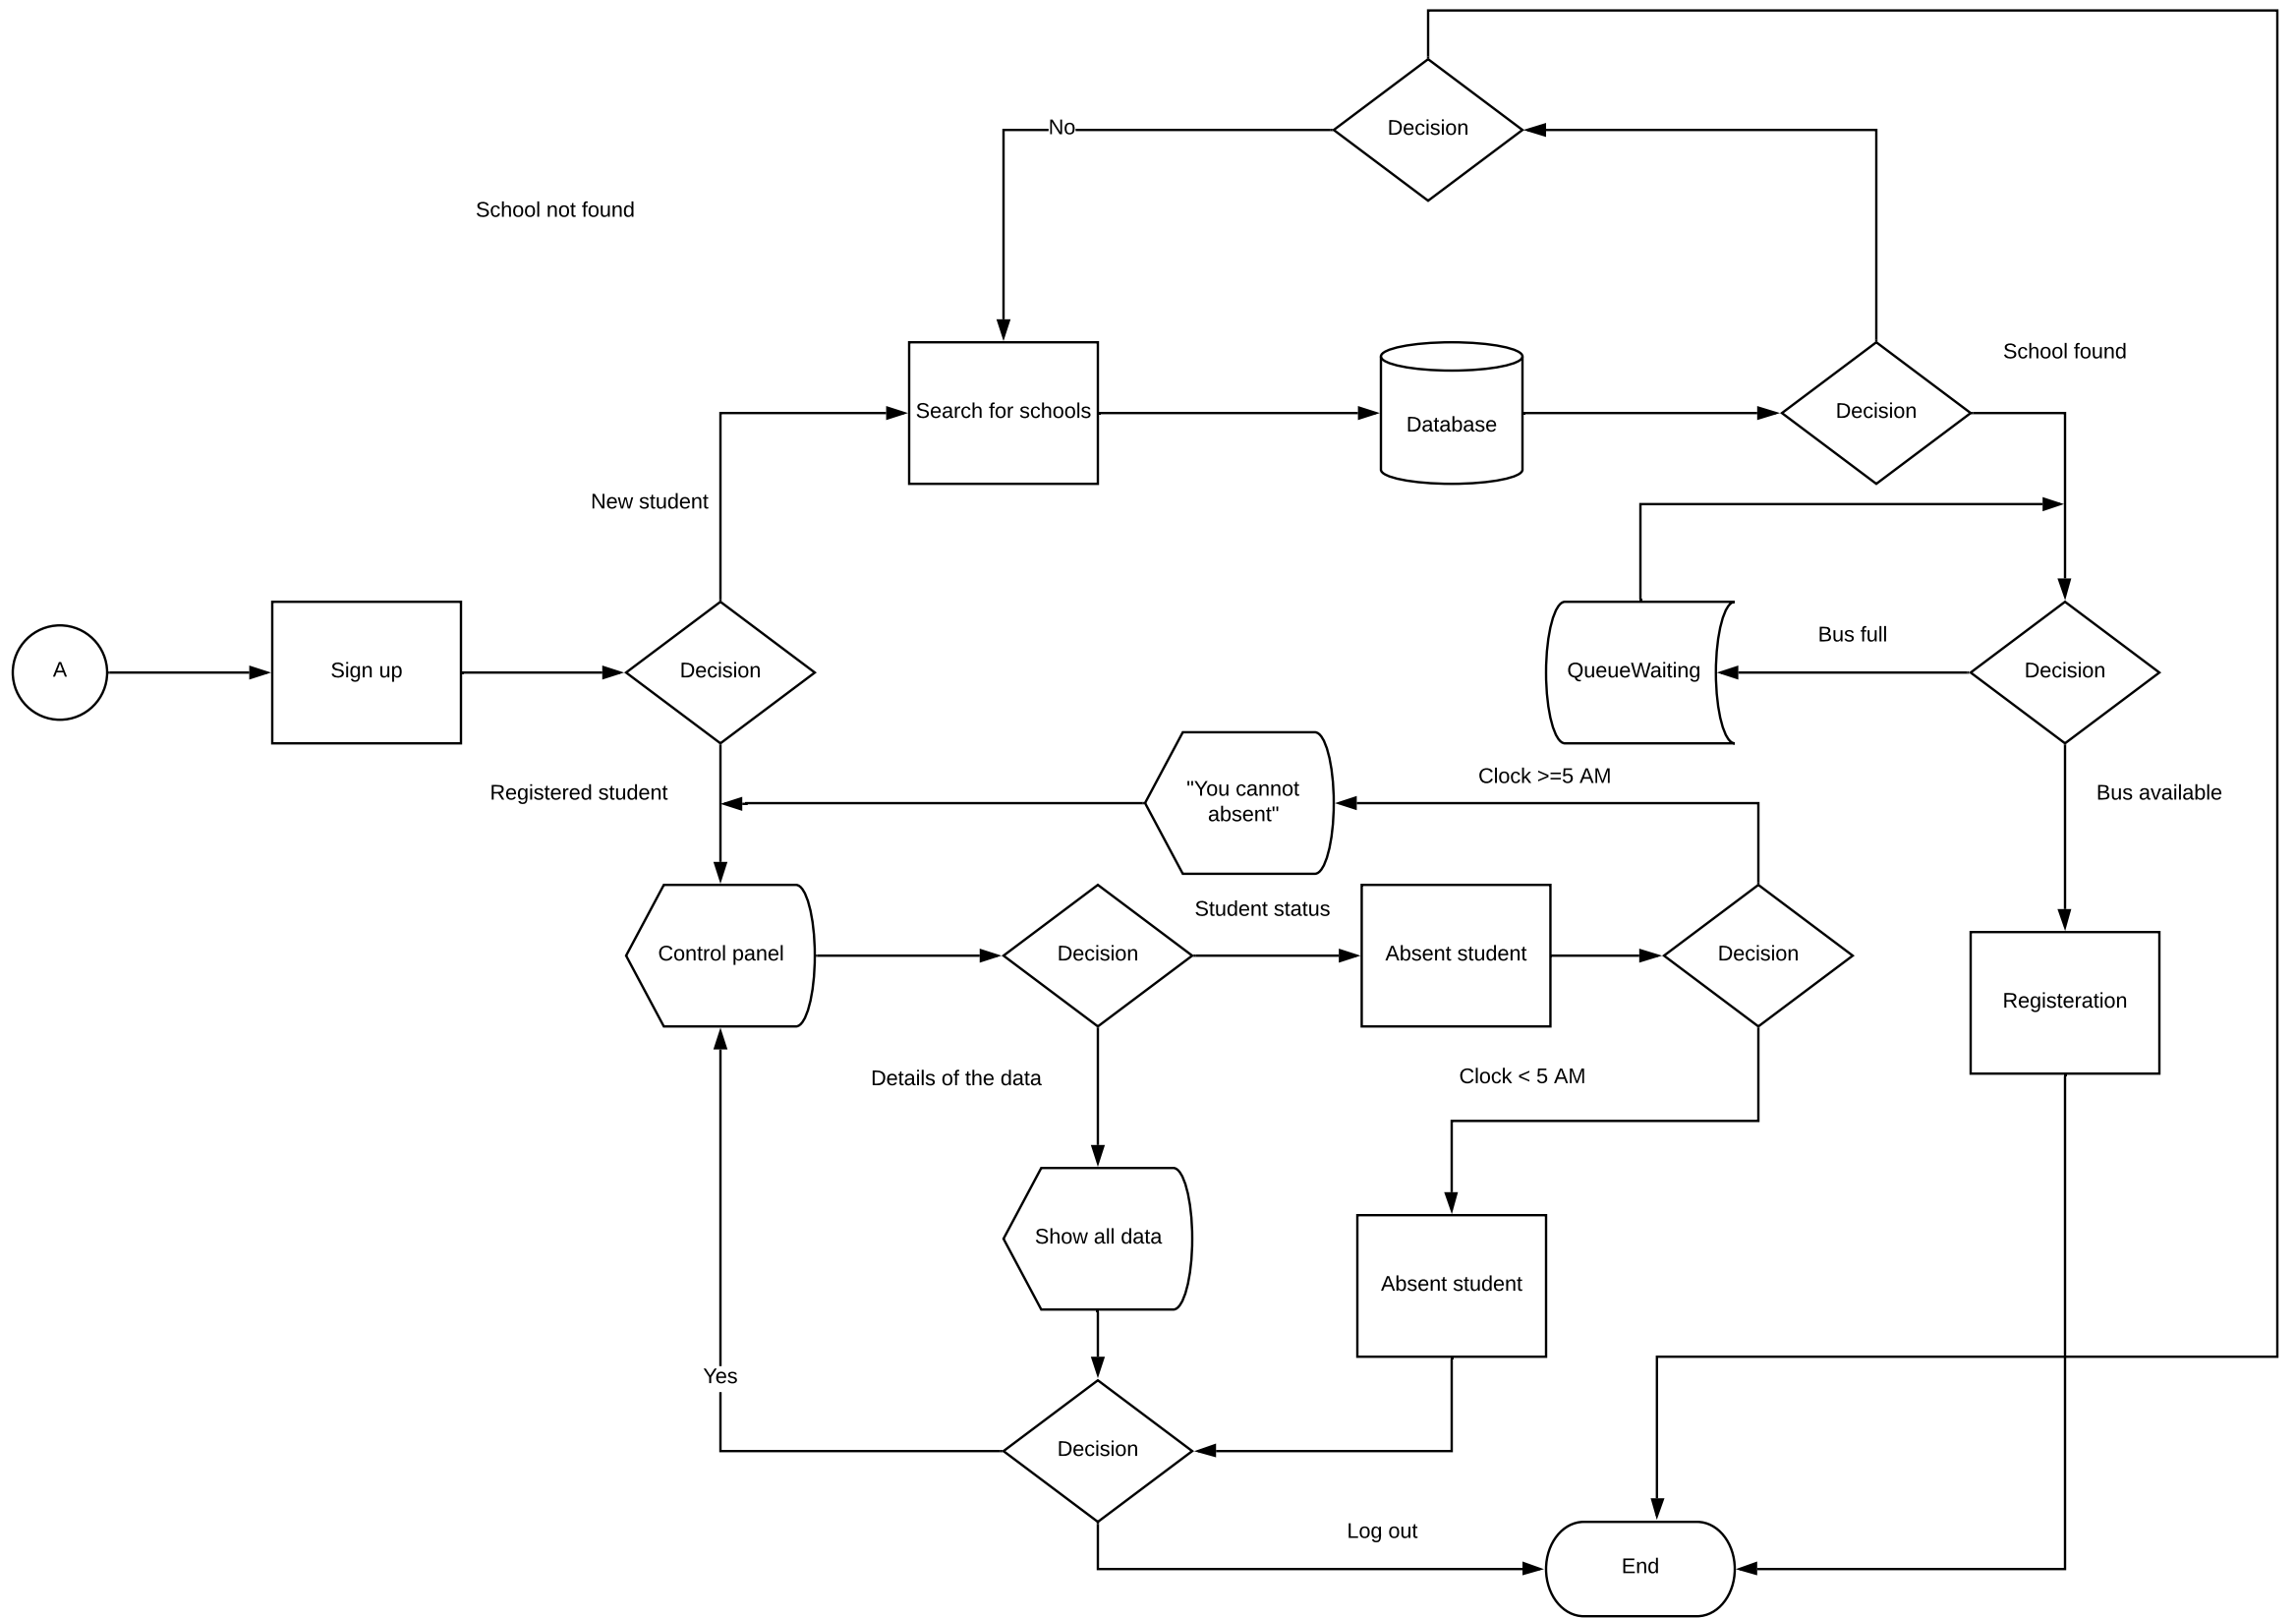 Decision
No
School not found
School found
Search for schools
Database
Decision
New student
A
Sign up
Decision
QueueWaiting
Bus full
Decision
Registered student
"You cannot
absent"
Clock >=5 AM
Bus available
Control panel
Decision
Student status
Absent student
Decision
Registeration
Details of the data
Clock < 5 AM
Show all data
Absent student
Yes
Decision
Log out
End